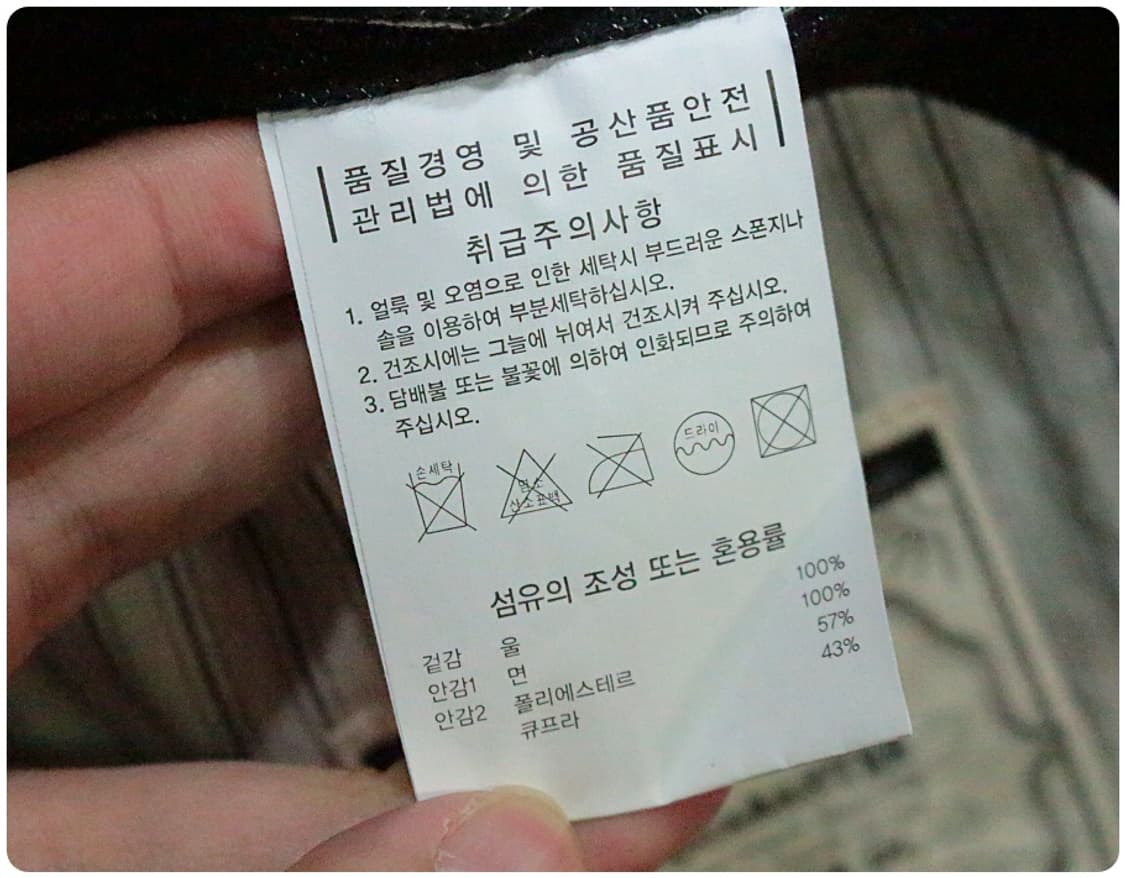 품질경영 및 공산품안전
관리법에 의한 품질표시
취급주의사항
1. 얼룩 및 오염으로 인한 세탁시 부드러운 스폰지나
솔을 이용하여 부분세탁하십시오.
2. 건조시에는 그늘에 뉘여서 건조시켜 주십시오.
3. 담배불 또는 불꽃에 의하여 인화되므로 주의하여
주십시오.
손세탁
염소
산소표백
드라이
섬유의 조성 또는 혼용률
겉감 울 100%
안감1 면 100%
안감2 폴리에스테르 57%
큐프라 43%